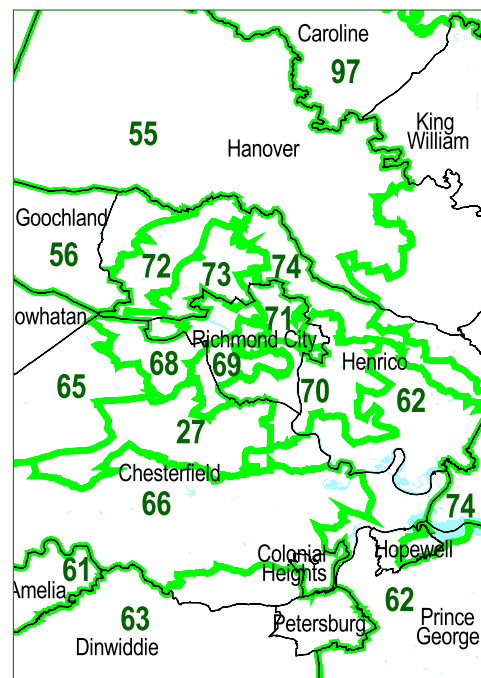 Caroline
97
King
William
55
Hanover
Goochland
56
72
73
74
owhatan
71
Richmond City
68
69
Henrico
65
70
62
27
Chesterfield
66
74
Colonial
Heights
Hopewell
61
Amelia
62
63
Petersburg
Prince
George
Dinwiddie